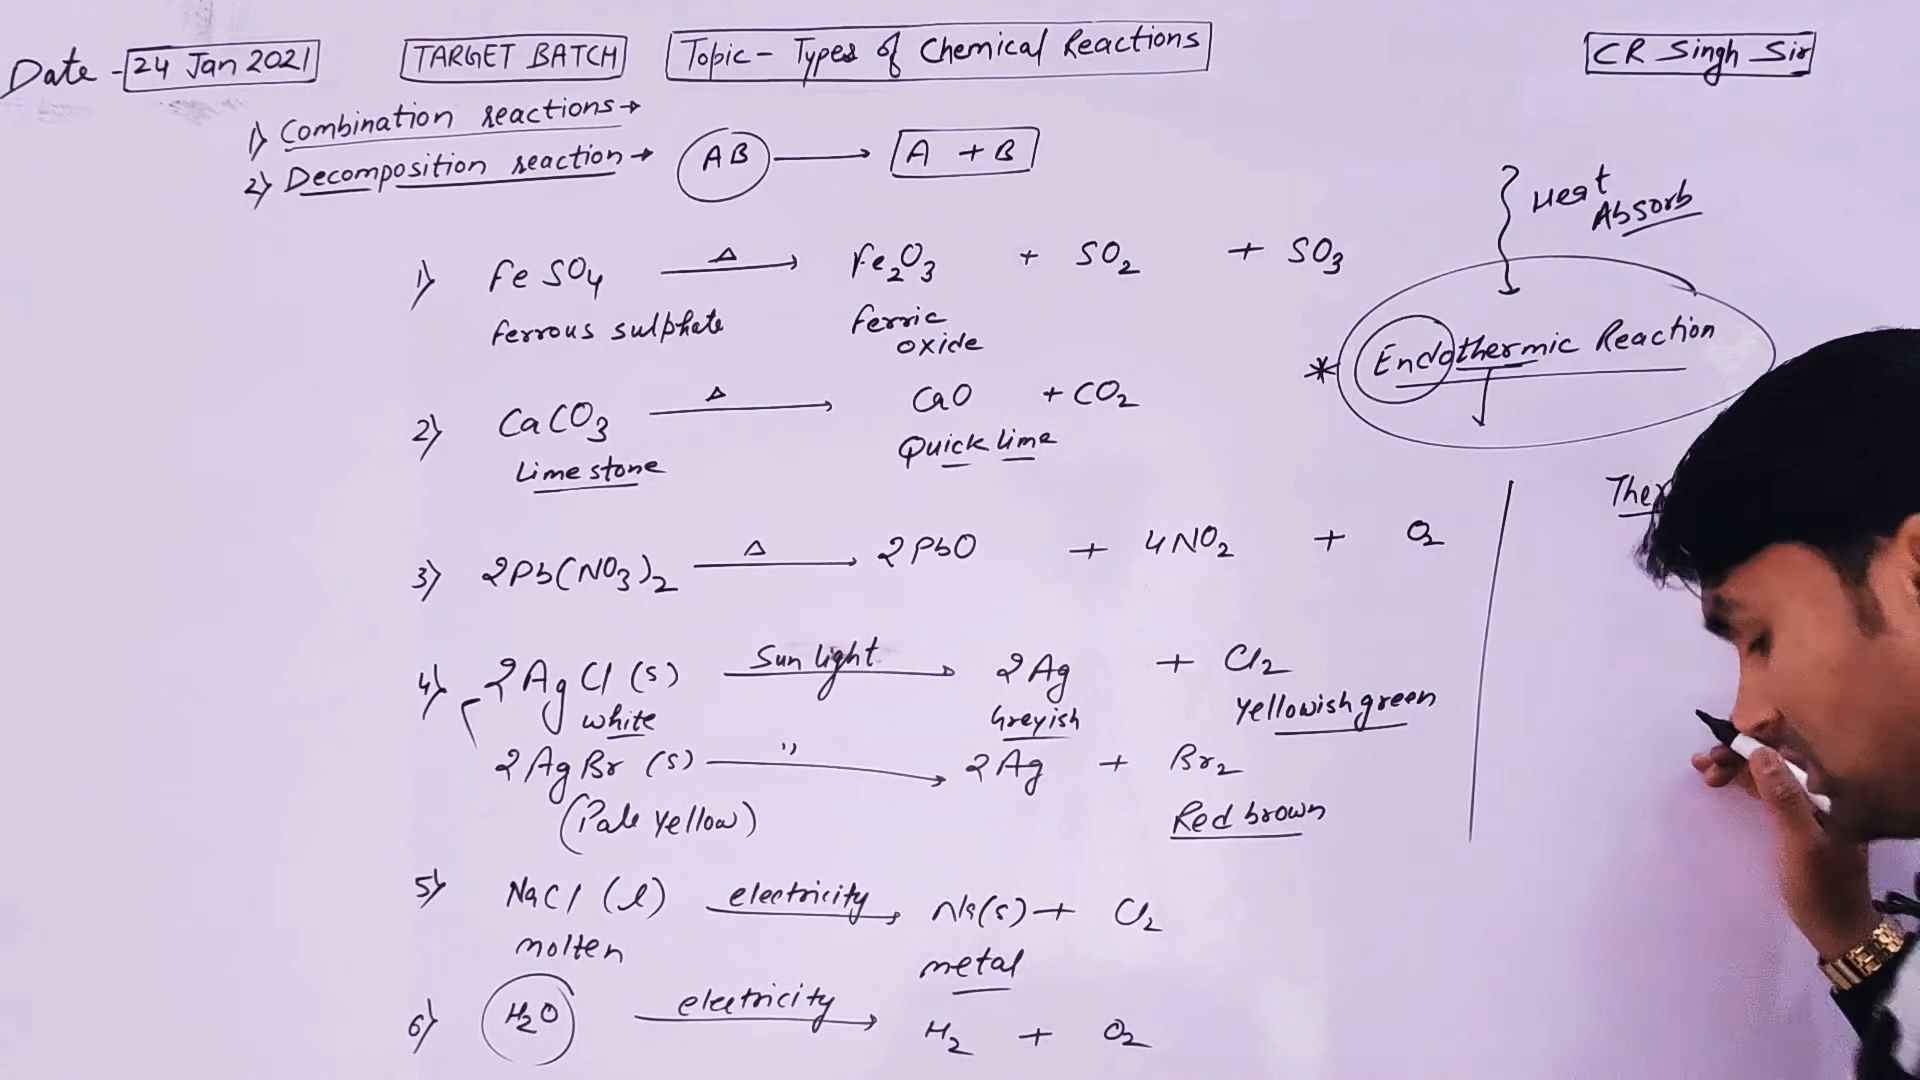 Date - 24 Jan 2021 TARGET BATCH Topic - Types of Chemical Reactions CR Singh Sir
1) Combination reactions →
2) Decomposition reaction → AB → A + B
Heat
Absorb
1) FeSO4 —Δ→ Fe2O3 + SO2 + SO3
Ferrous sulphate Ferric
oxide
* Endothermic Reaction
2) CaCO3 —Δ→ CaO + CO2
Lime stone Quick lime
Ther
3) 2Pb(NO3)2 —Δ→ 2PbO + 4NO2 + O2
4) 2AgCl (s) —Sun light→ 2Ag + Cl2
white Greyish Yellowish green
2AgBr (s) —"→ 2Ag + Br2
(Pale Yellow) Red brown
5) NaCl (l) —electricity→ Na(s) + Cl2
molten metal
6) H2O —electricity→ H2 + O2